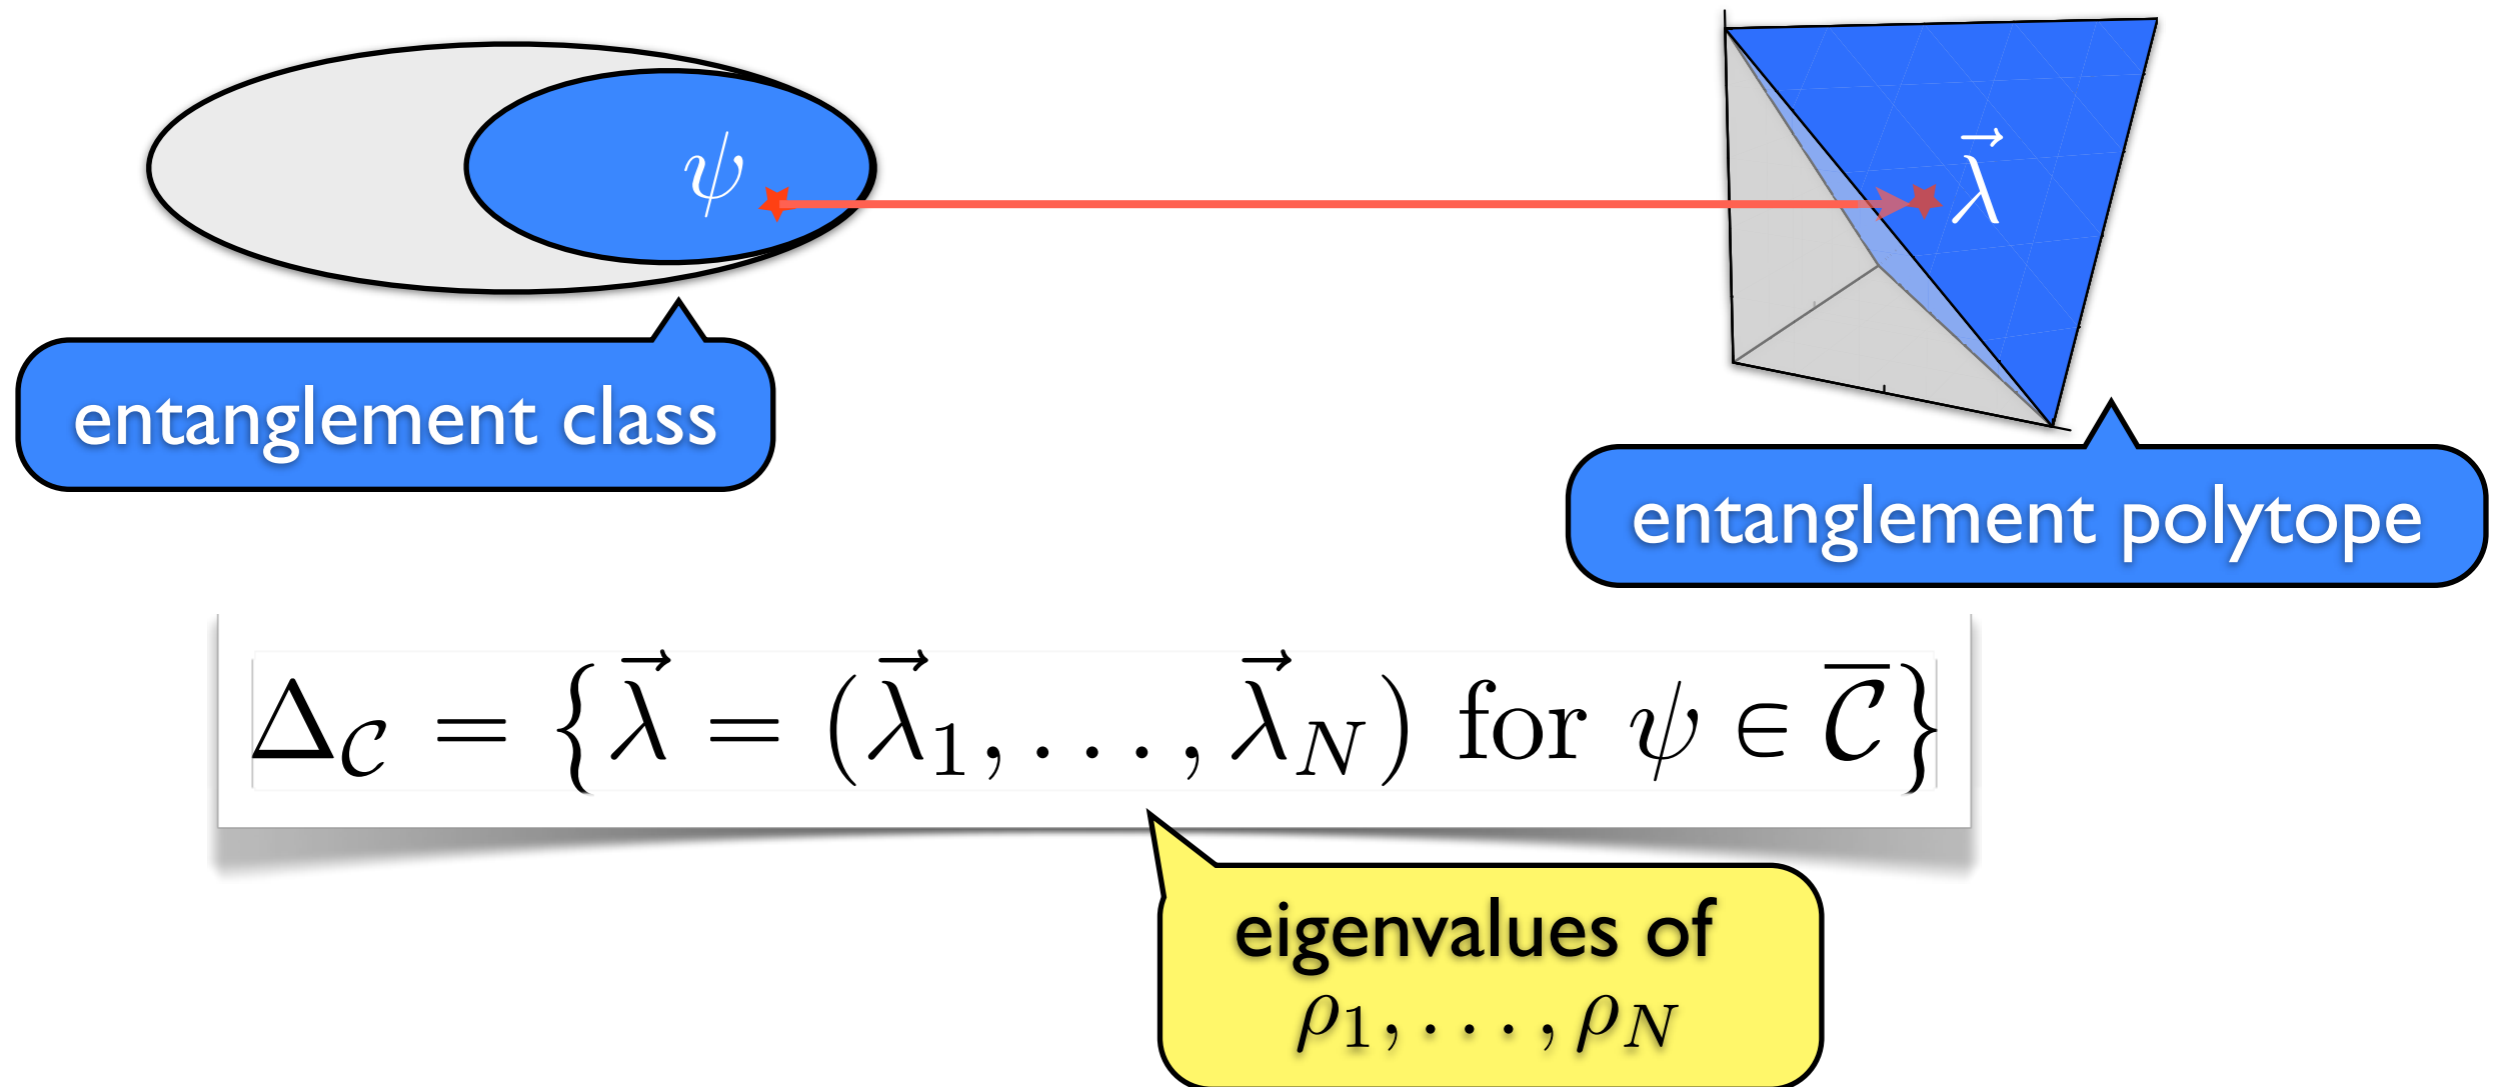 ψ
λ⃗
entanglement class
entanglement polytope
Δ_𝒞 = {λ⃗ = (λ⃗₁, . . . , λ⃗_N) for ψ ∈ 𝒞̅}
eigenvalues of
ρ₁, . . . , ρ_N